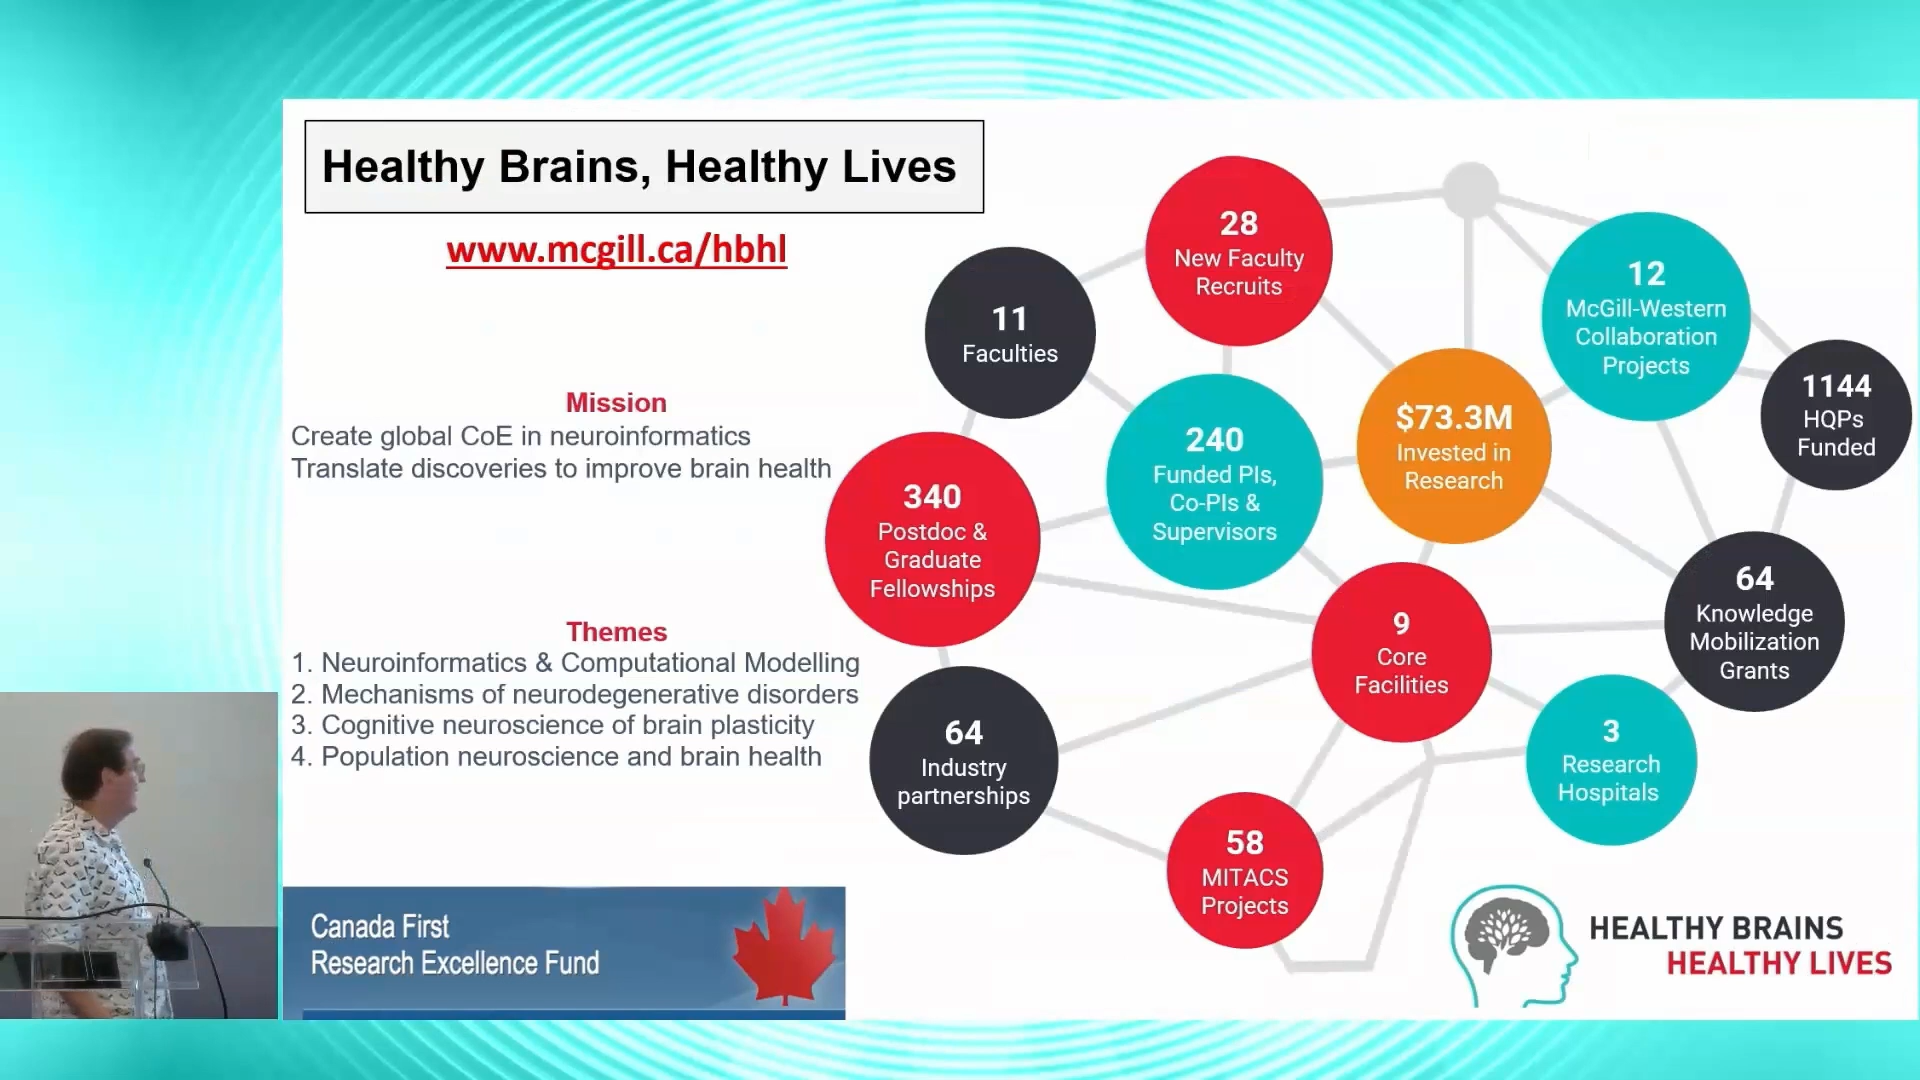 Healthy Brains, Healthy Lives
www.mcgill.ca/hbhl
Mission
Create global CoE in neuroinformatics
Translate discoveries to improve brain health
Themes
1. Neuroinformatics & Computational Modelling
2. Mechanisms of neurodegenerative disorders
3. Cognitive neuroscience of brain plasticity
4. Population neuroscience and brain health
Canada First
Research Excellence Fund
28
New Faculty
Recruits
11
Faculties
12
McGill-Western
Collaboration
Projects
1144
HQPs
Funded
$73.3M
Invested in
Research
240
Funded PIs,
Co-PIs &
Supervisors
340
Postdoc &
Graduate
Fellowships
9
Core
Facilities
64
Knowledge
Mobilization
Grants
64
Industry
partnerships
3
Research
Hospitals
58
MITACS
Projects
HEALTHY BRAINS
HEALTHY LIVES